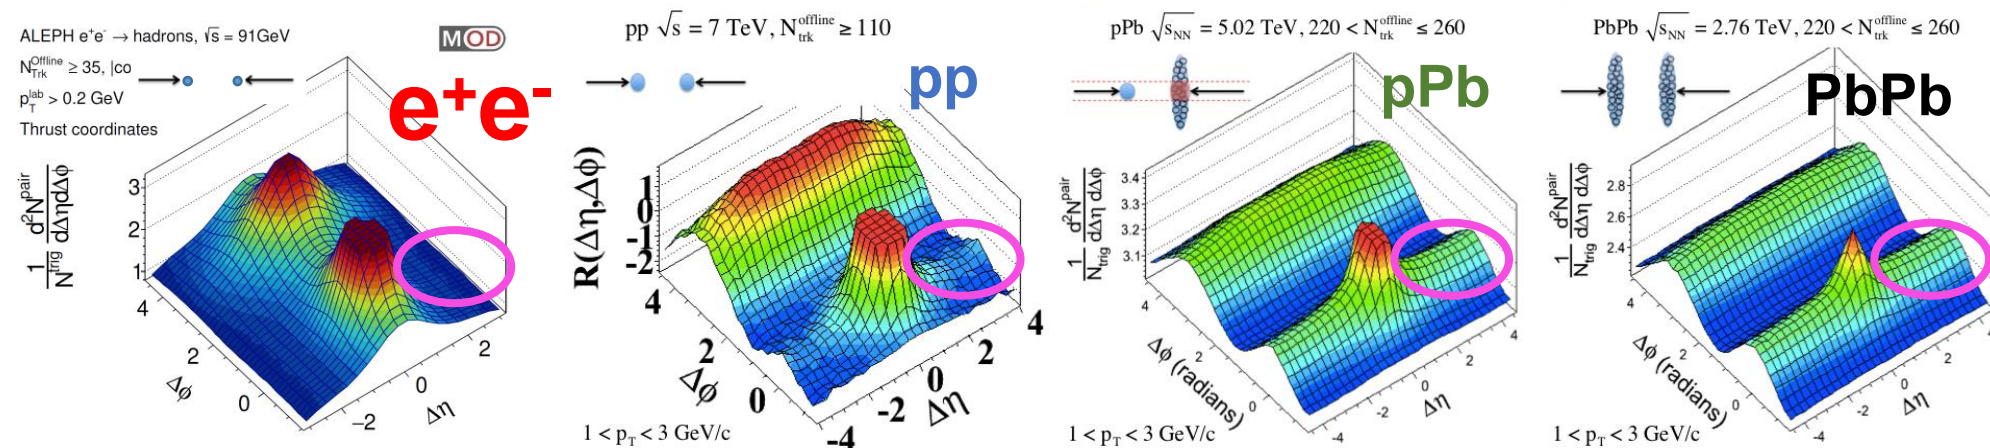 ALEPH e⁺e⁻ → hadrons, √s = 91GeV
N_Trk^Offline ≥ 35, |co
p_T^lab > 0.2 GeV
Thrust coordinates
MOD
e⁺e⁻
1/N^trig d²N^pair/dΔηdΔϕ
3
2
1
4
2
0
Δϕ
−2
0
2
Δη
pp √s = 7 TeV, N_trk^offline ≥ 110
pp
R(Δη,Δϕ)
1
0
-1
-2
4
2
0
Δϕ
-4
-2
0
2
4
Δη
1 < p_T < 3 GeV/c
pPb √s_NN = 5.02 TeV, 220 < N_trk^offline ≤ 260
pPb
1/N_trig d²N^pair/dΔη dΔϕ
3.4
3.3
3.2
3.1
4
2
0
Δϕ (radians)
-4
-2
0
2
4
Δη
1 < p_T < 3 GeV/c
PbPb √s_NN = 2.76 TeV, 220 < N_trk^offline ≤ 260
PbPb
1/N_trig d²N^pair/dΔη dΔϕ
2.8
2.6
2.4
4
2
0
Δϕ (radians)
-4
-2
0
2
4
Δη
1 < p_T < 3 GeV/c